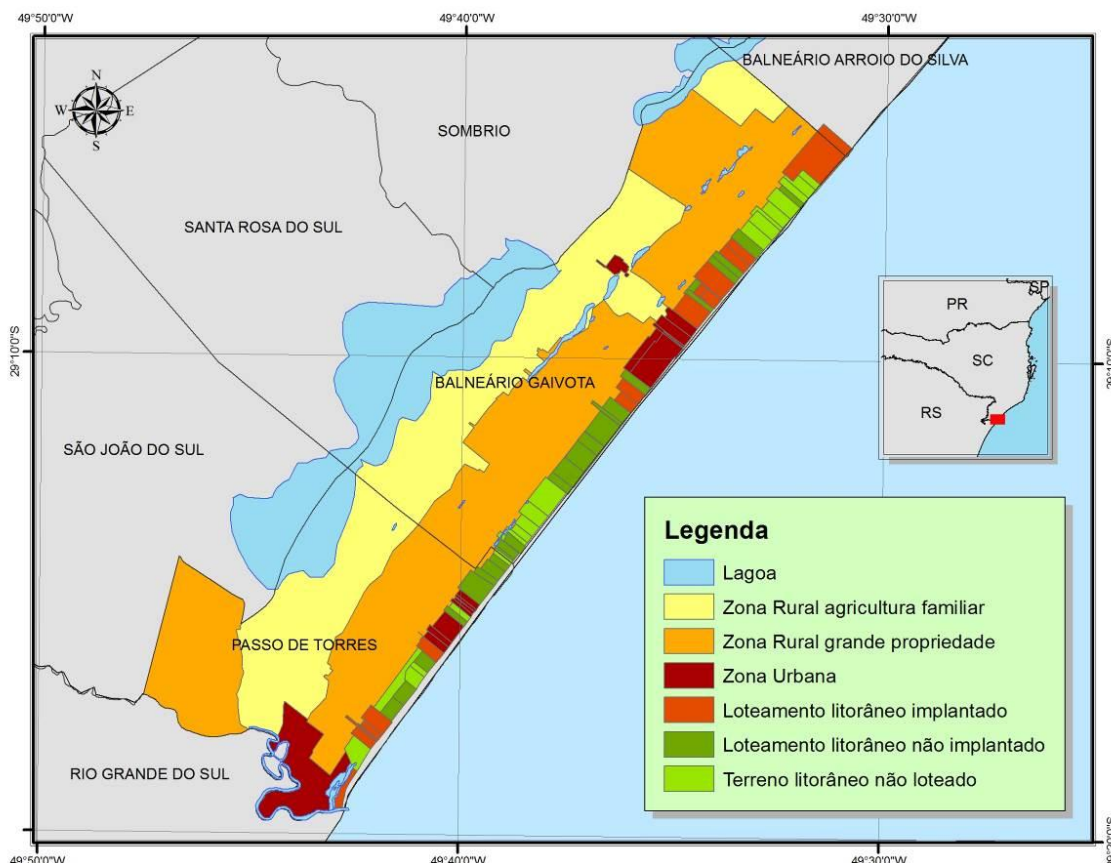 49°50'0"W
49°40'0"W
49°30'0"W
BALNEÁRIO ARROIO DO SILVA
N
W
E
S
SOMBRIO
SANTA ROSA DO SUL
SP
PR
SC
RS
29°10'0"S
BALNEÁRIO GAIVOTA
SÃO JOÃO DO SUL
PASSO DE TORRES
RIO GRANDE DO SUL
Legenda
Lagoa
Zona Rural agricultura familiar
Zona Rural grande propriedade
Zona Urbana
Loteamento litorâneo implantado
Loteamento litorâneo não implantado
Terreno litorâneo não loteado
49°50'0"W
49°40'0"W
49°30'0"W